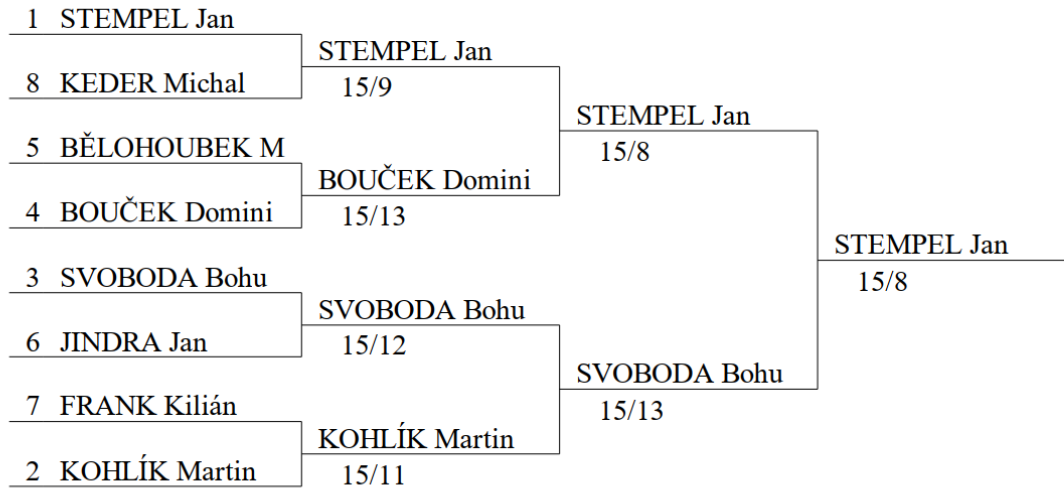 1 STEMPEL Jan
8 KEDER Michal
5 BĚLOHOUBEK M
4 BOUČEK Domini
3 SVOBODA Bohu
6 JINDRA Jan
7 FRANK Kilián
2 KOHLÍK Martin
STEMPEL Jan
15/9
BOUČEK Domini
15/13
SVOBODA Bohu
15/12
KOHLÍK Martin
15/11
STEMPEL Jan
15/8
SVOBODA Bohu
15/13
STEMPEL Jan
15/8